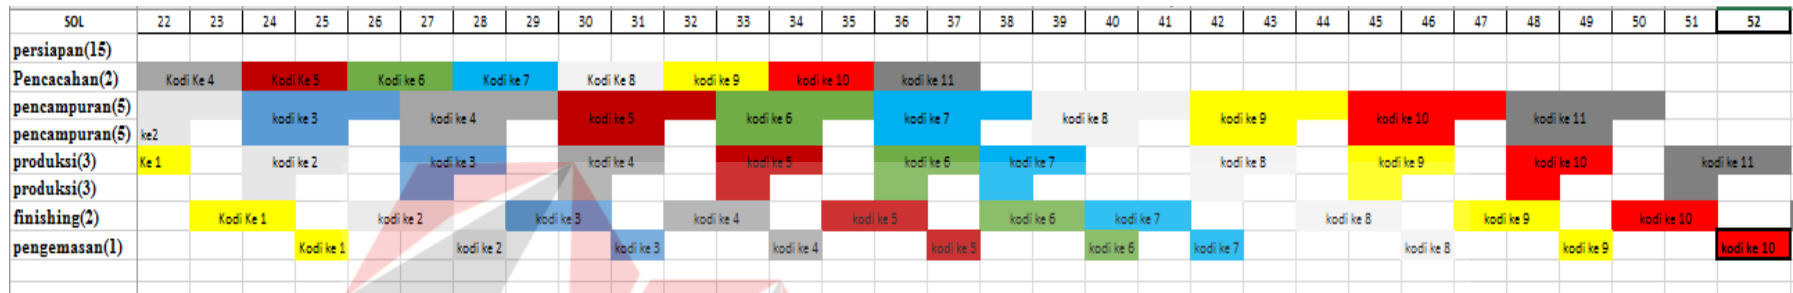 SOL 22 23 24 25 26 27 28 29 30 31 32 33 34 35 36 37 38 39 40 41 42 43 44 45 46 47 48 49 50 51 52
persiapan(15)
Pencacahan(2) Kodi Ke 4 Kodi Ke 5 Kodi ke 6 Kodi ke 7 Kodi Ke 8 kodi ke 9 kodi ke 10 kodi ke 11
pencampuran(5) kodi ke 3 kodi ke 4 kodi ke 5 kodi ke 6 kodi ke 7 kodi ke 8 kodi ke 9 kodi ke 10 kodi ke 11
pencampuran(5) ke2
produksi(3) Ke 1 kodi ke 2 kodi ke 3 kodi ke 4 kodi ke 5 kodi ke 6 kodi ke 7 kodi ke 8 kodi ke 9 kodi ke 10 kodi ke 11
produksi(3)
finishing(2) Kodi Ke 1 kodi ke 2 kodi ke 3 kodi ke 4 kodi ke 5 kodi ke 6 kodi ke 7 kodi ke 8 kodi ke 9 kodi ke 10
pengemasan(1) Kodi ke 1 kodi ke 2 kodi ke 3 kodi ke 4 kodi ke 5 kodi ke 6 kodi ke 7 kodi ke 8 kodi ke 9 kodi ke 10